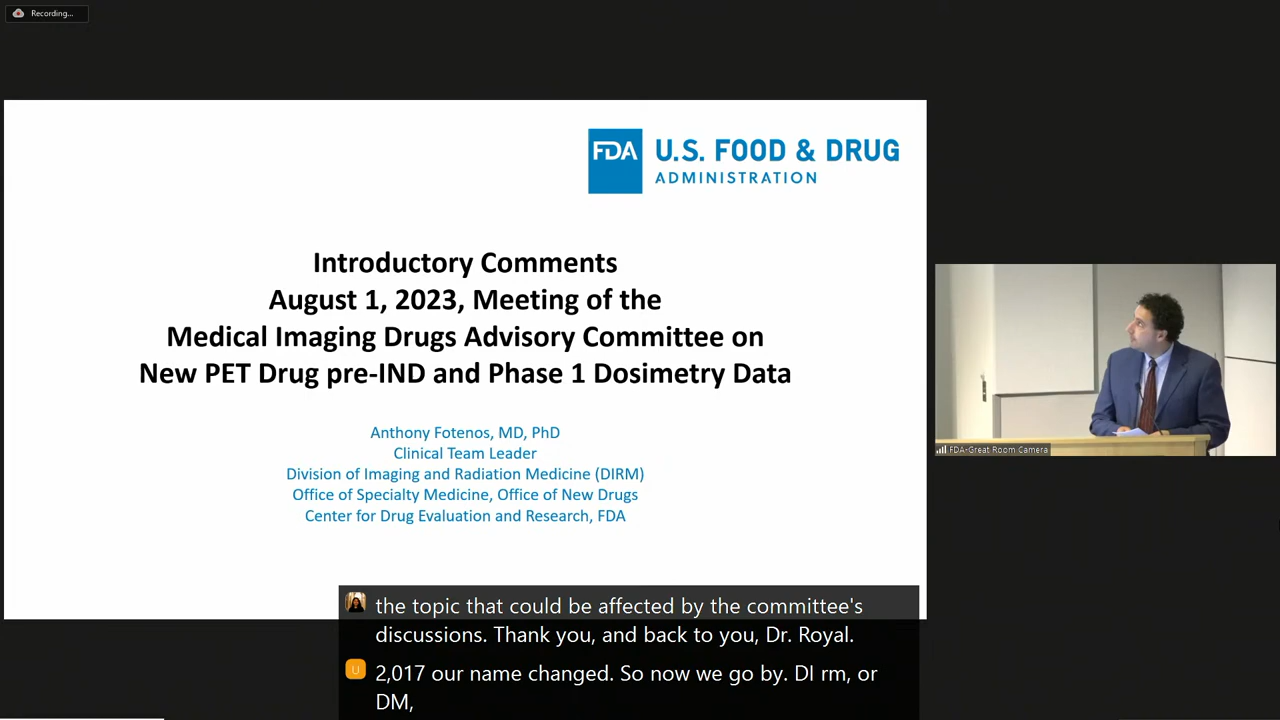 Recording...
FDA
U.S. FOOD & DRUG
ADMINISTRATION
Introductory Comments
August 1, 2023, Meeting of the
Medical Imaging Drugs Advisory Committee on
New PET Drug pre-IND and Phase 1 Dosimetry Data
Anthony Fotenos, MD, PhD
Clinical Team Leader
Division of Imaging and Radiation Medicine (DIRM)
Office of Specialty Medicine, Office of New Drugs
Center for Drug Evaluation and Research, FDA
FDA-Great Room Camera
the topic that could be affected by the committee's
discussions. Thank you, and back to you, Dr. Royal.
U
2,017 our name changed. So now we go by. DI rm, or
DM,